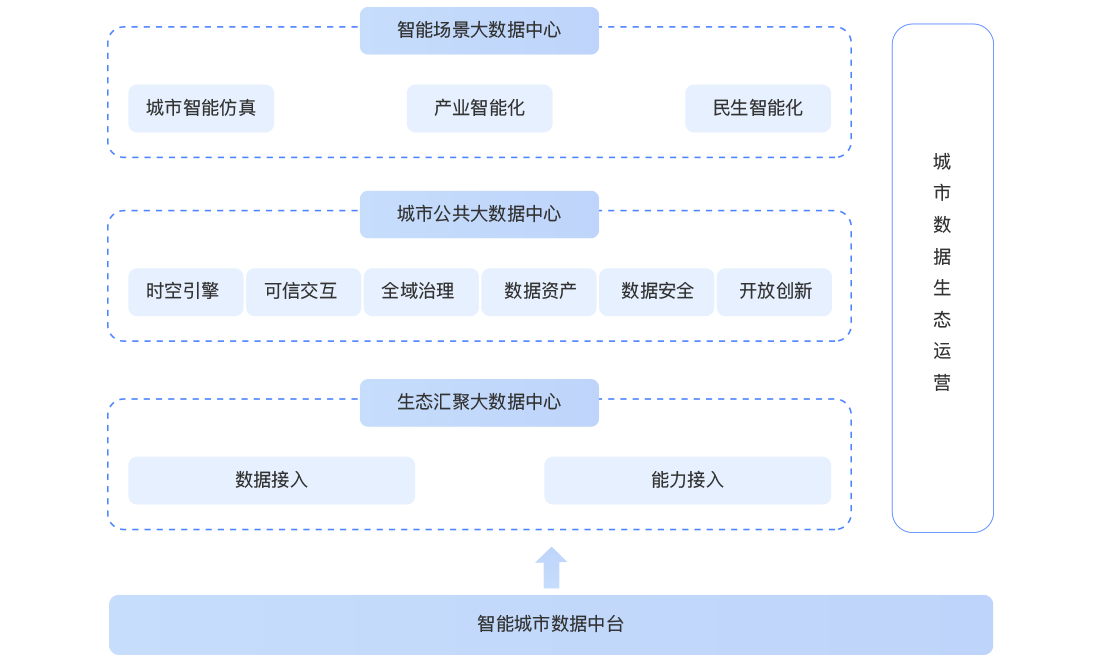 智能场景大数据中心
城市智能仿真
产业智能化
民生智能化
城市公共大数据中心
时空引擎
可信交互
全域治理
数据资产
数据安全
开放创新
生态汇聚大数据中心
数据接入
能力接入
智能城市数据中台
城市数据生态运营